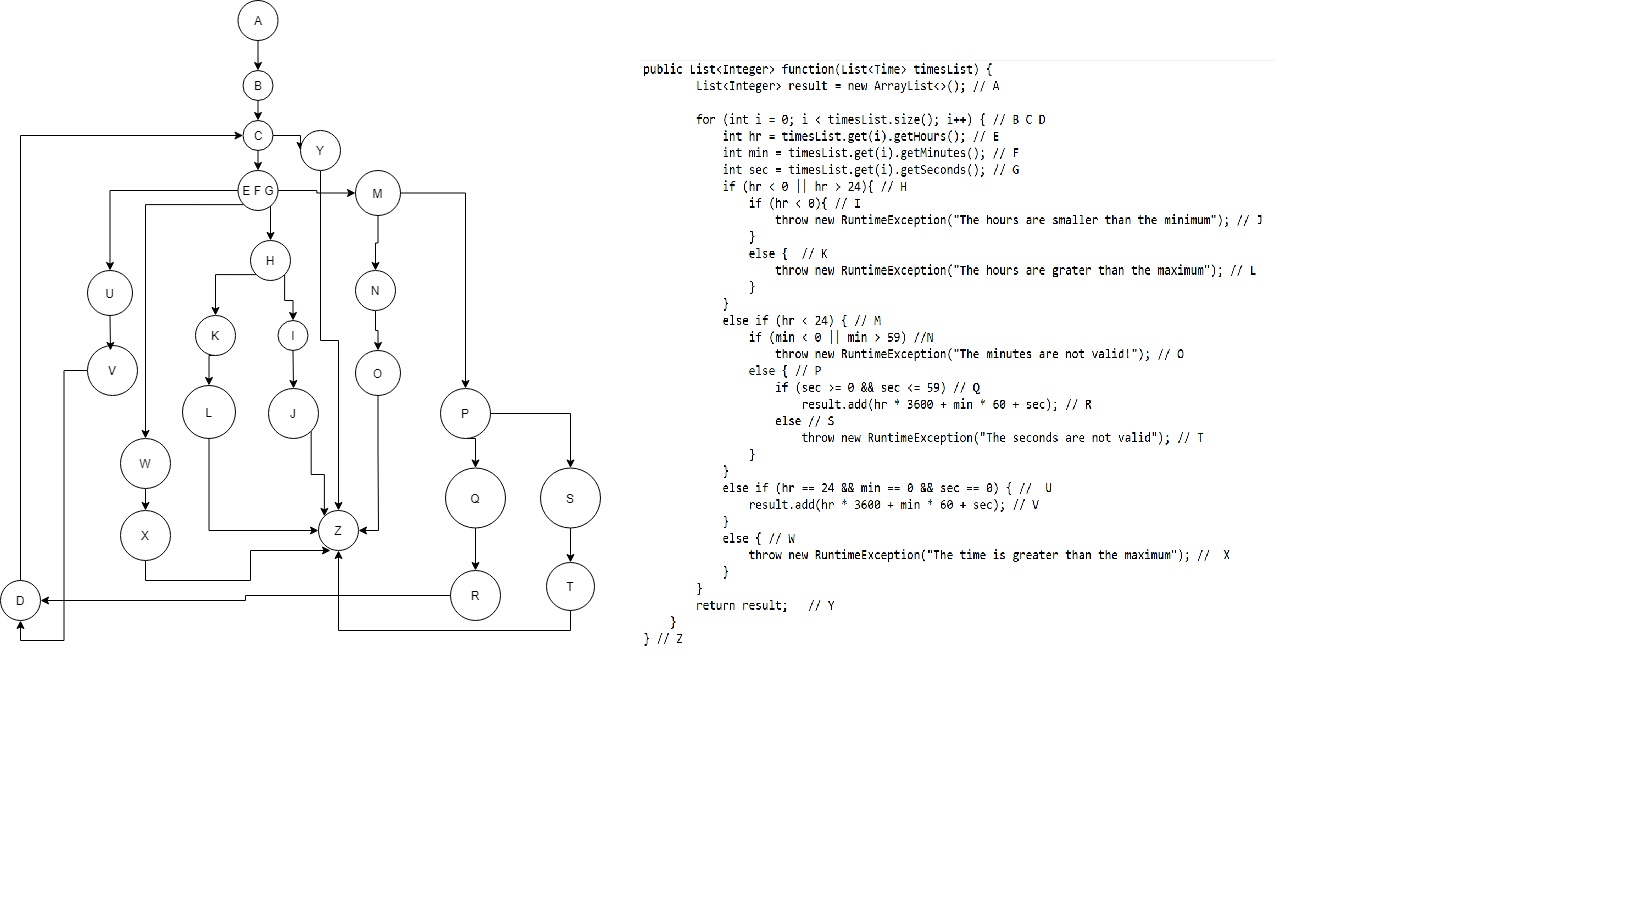 A
B
C
Y
E F G
M
H
U
N
K
I
V
O
L
J
P
W
Q
S
X
Z
D
R
T
public List<Integer> function(List<Time> timesList) {
List<Integer> result = new ArrayList<>(); // A
for (int i = 0; i < timesList.size(); i++) { // B C D
int hr = timesList.get(i).getHours(); // E
int min = timesList.get(i).getMinutes(); // F
int sec = timesList.get(i).getSeconds(); // G
if (hr < 0 || hr > 24){ // H
if (hr < 0){ // I
throw new RuntimeException("The hours are smaller than the minimum"); // J
}
else {  // K
throw new RuntimeException("The hours are grater than the maximum"); // L
}
}
else if (hr < 24) { // M
if (min < 0 || min > 59) //N
throw new RuntimeException("The minutes are not valid!"); // O
else { // P
if (sec >= 0 && sec <= 59) // Q
result.add(hr * 3600 + min * 60 + sec); // R
else // S
throw new RuntimeException("The seconds are not valid"); // T
}
}
else if (hr == 24 && min == 0 && sec == 0) { //  U
result.add(hr * 3600 + min * 60 + sec); // V
}
else { // W
throw new RuntimeException("The time is greater than the maximum"); //  X
}
}
return result;   // Y
}
} // Z